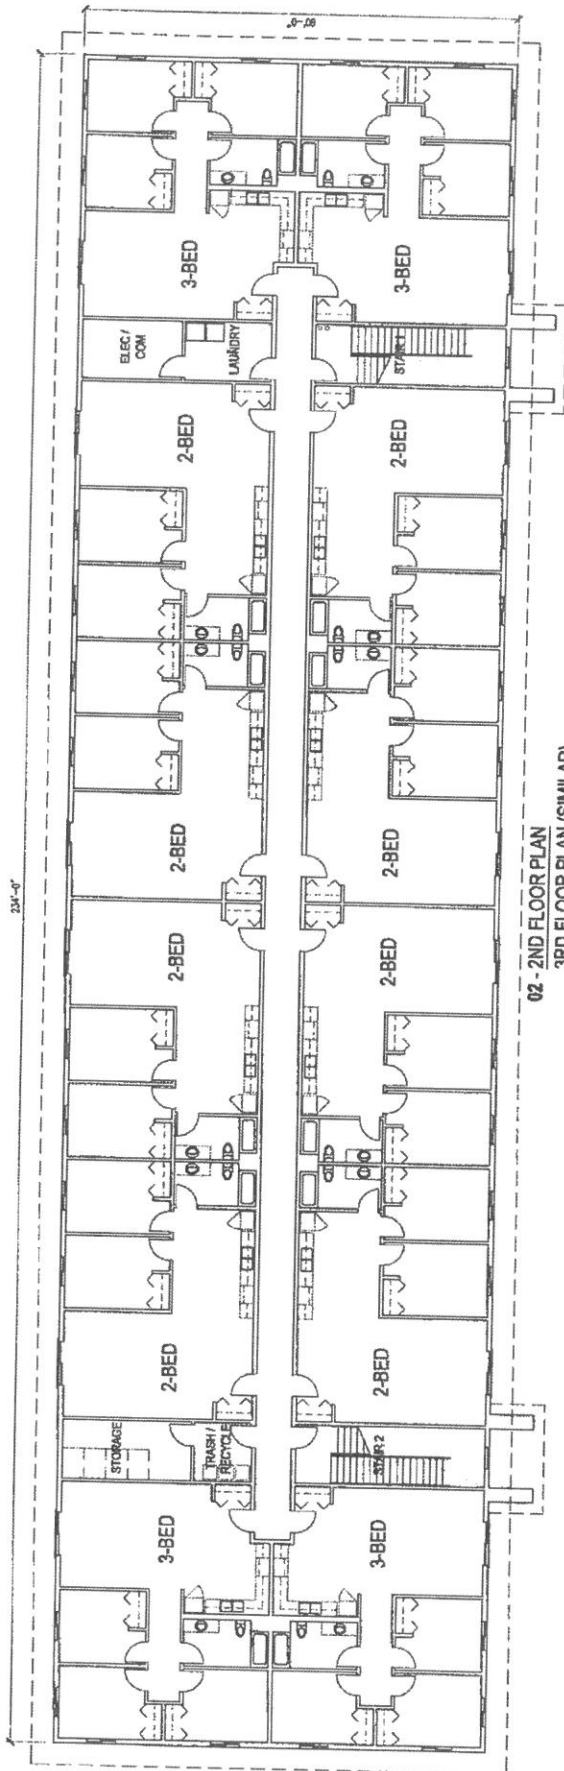 234'-0"
60'-0"
3-BED
STORAGE
TRASH /
RECYCLE
2-BED
2-BED
2-BED
2-BED
ELEC /
COM
LAUNDRY
3-BED
3-BED
STAIR 2
2-BED
2-BED
2-BED
2-BED
STAIR 1
3-BED
02 - 2ND FLOOR PLAN
3RD FLOOR PLAN (SIMILAR)